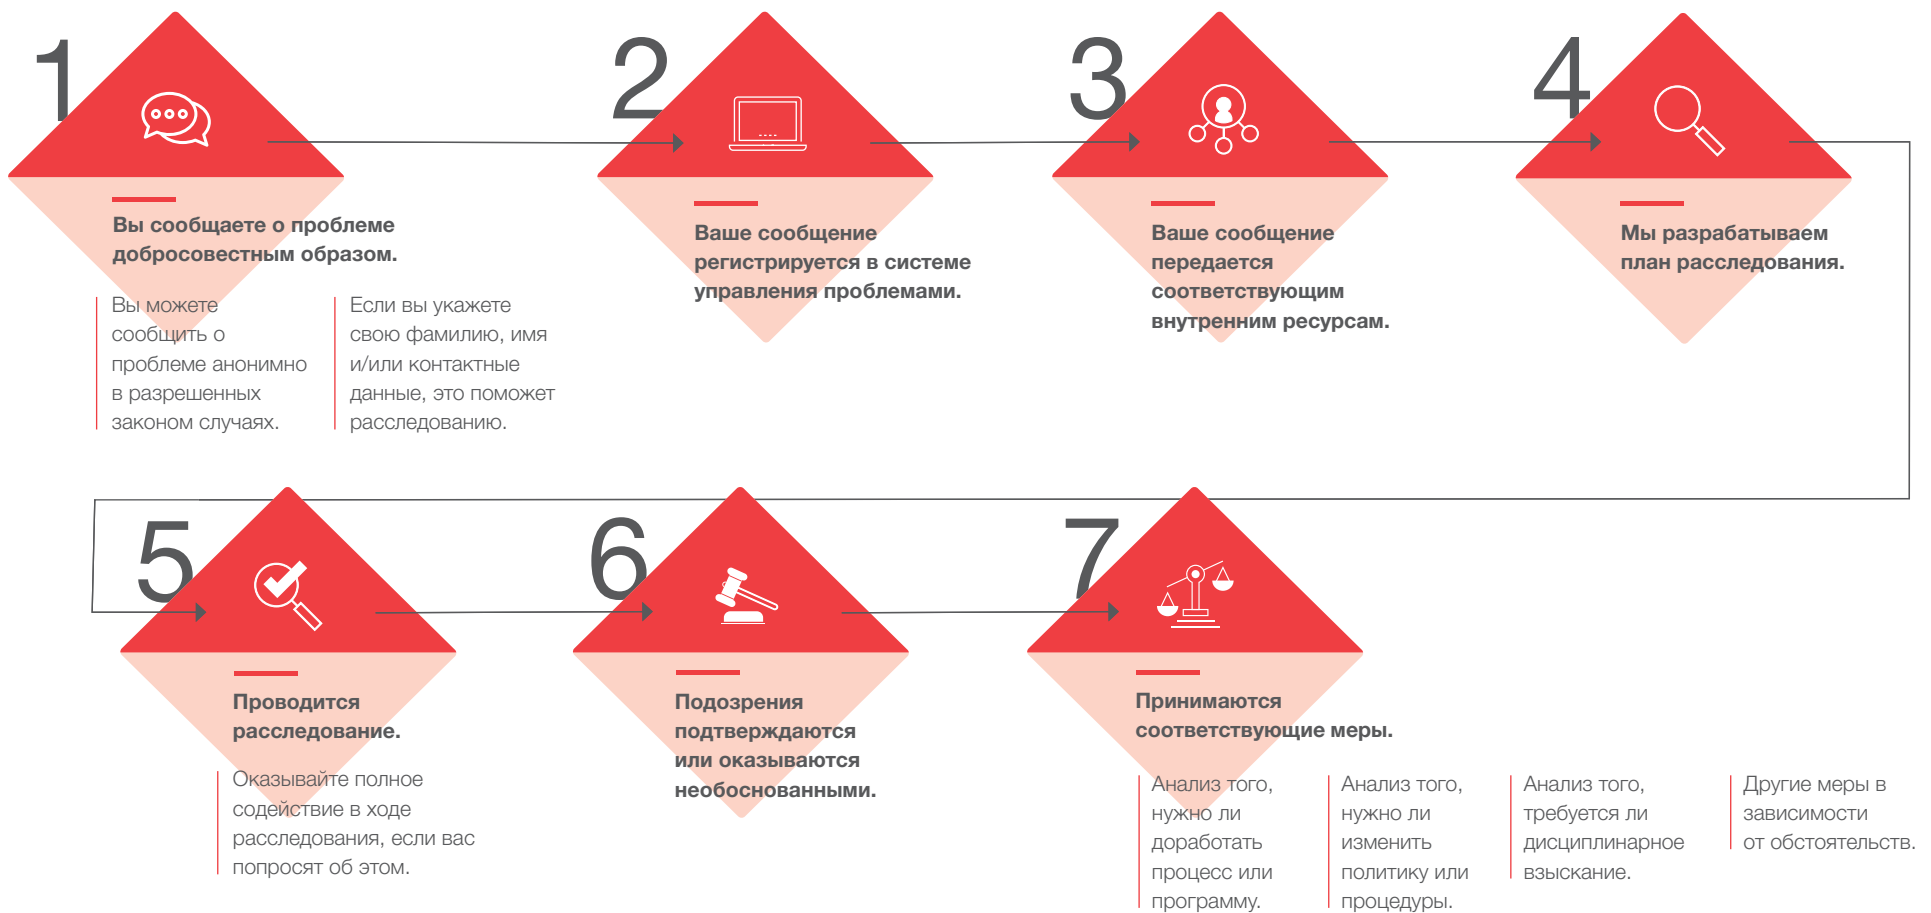 1
Вы сообщаете о проблеме
добросовестным образом.
Вы можете
сообщить о
проблеме анонимно
в разрешенных
законом случаях.
Если вы укажете
свою фамилию, имя
и/или контактные
данные, это поможет
расследованию.
2
Ваше сообщение
регистрируется в системе
управления проблемами.
3
Ваше сообщение
передается
соответствующим
внутренним ресурсам.
4
Мы разрабатываем
план расследования.
5
Проводится
расследование.
Оказывайте полное
содействие в ходе
расследования, если вас
попросят об этом.
6
Подозрения
подтверждаются
или оказываются
необоснованными.
7
Принимаются
соответствующие меры.
Анализ того,
нужно ли
доработать
процесс или
программу.
Анализ того,
нужно ли
изменить
политику или
процедуры.
Анализ того,
требуется ли
дисциплинарное
взыскание.
Другие меры в
зависимости
от обстоятельств.